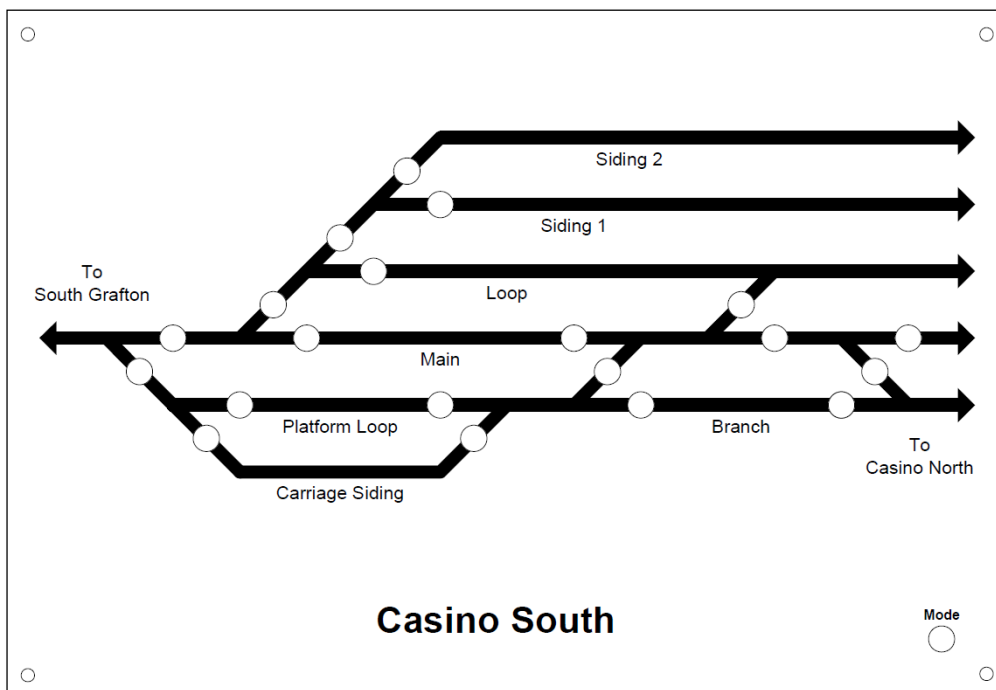 Siding 2
Siding 1
To
South Grafton
Loop
Main
Platform Loop
Branch
To
Casino North
Carriage Siding
Casino South
Mode